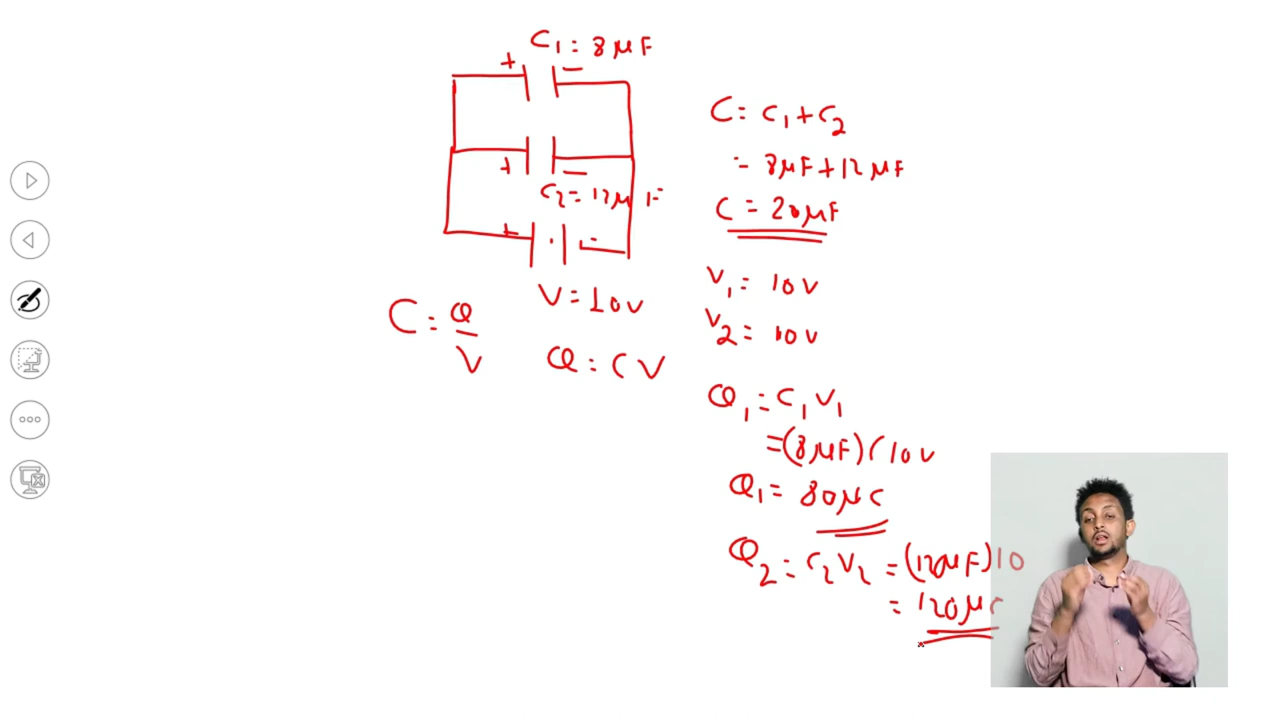 C₁ = 8μF
+ −
+ −
C₂ = 12μF
+ -
V = 10V
C = Q/V
Q = CV
C = C₁ + C₂
= 8μF + 12μF
C = 20μF
V₁ = 10V
V₂ = 10V
Q₁ = C₁V₁
= (8μF)(10V
Q₁ = 80μC
Q₂ = C₂V₂ = (12μF)10
= 120μC